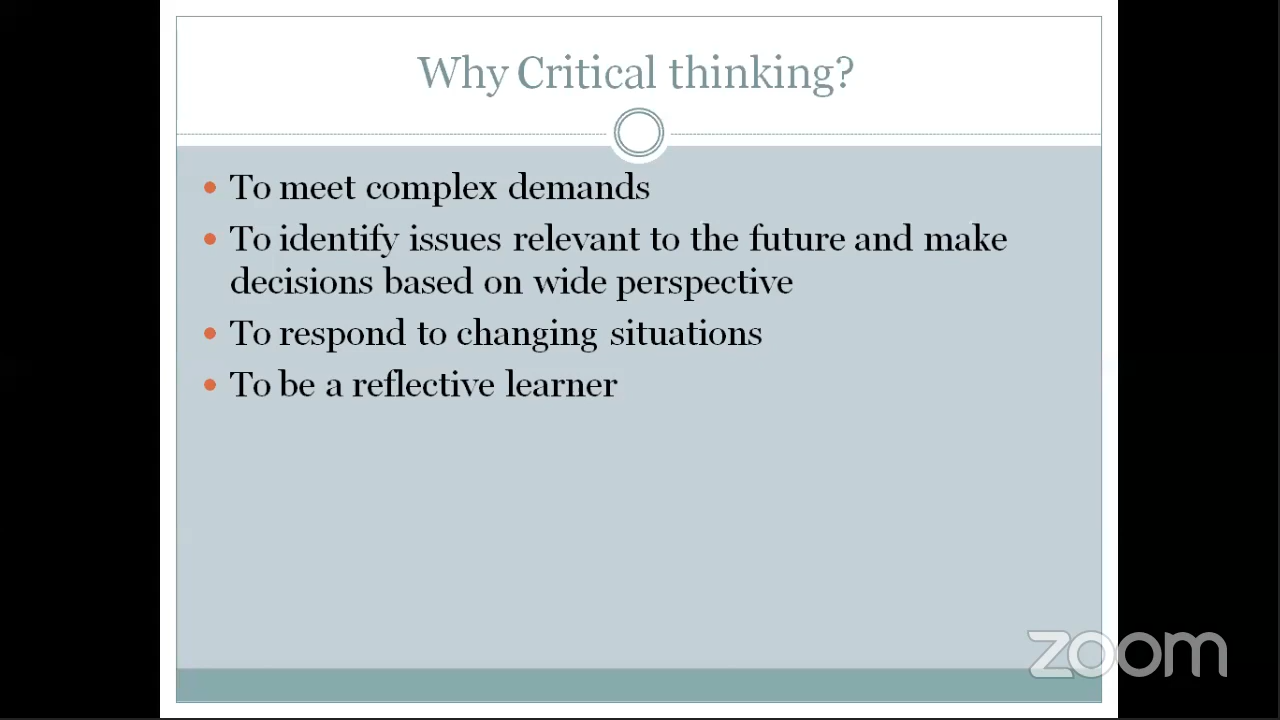 Why Critical thinking?
• To meet complex demands
• To identify issues relevant to the future and make
decisions based on wide perspective
• To respond to changing situations
• To be a reflective learner
zoom